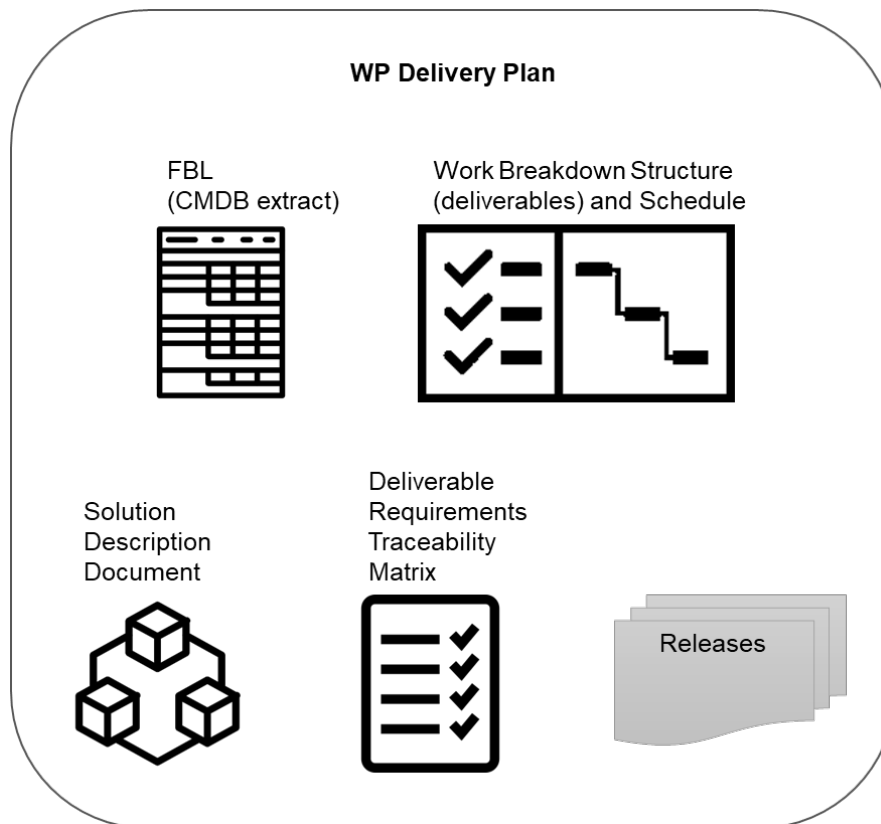 WP Delivery Plan
FBL
(CMDB extract)
Work Breakdown Structure
(deliverables) and Schedule
Solution
Description
Document
Deliverable
Requirements
Traceability
Matrix
Releases